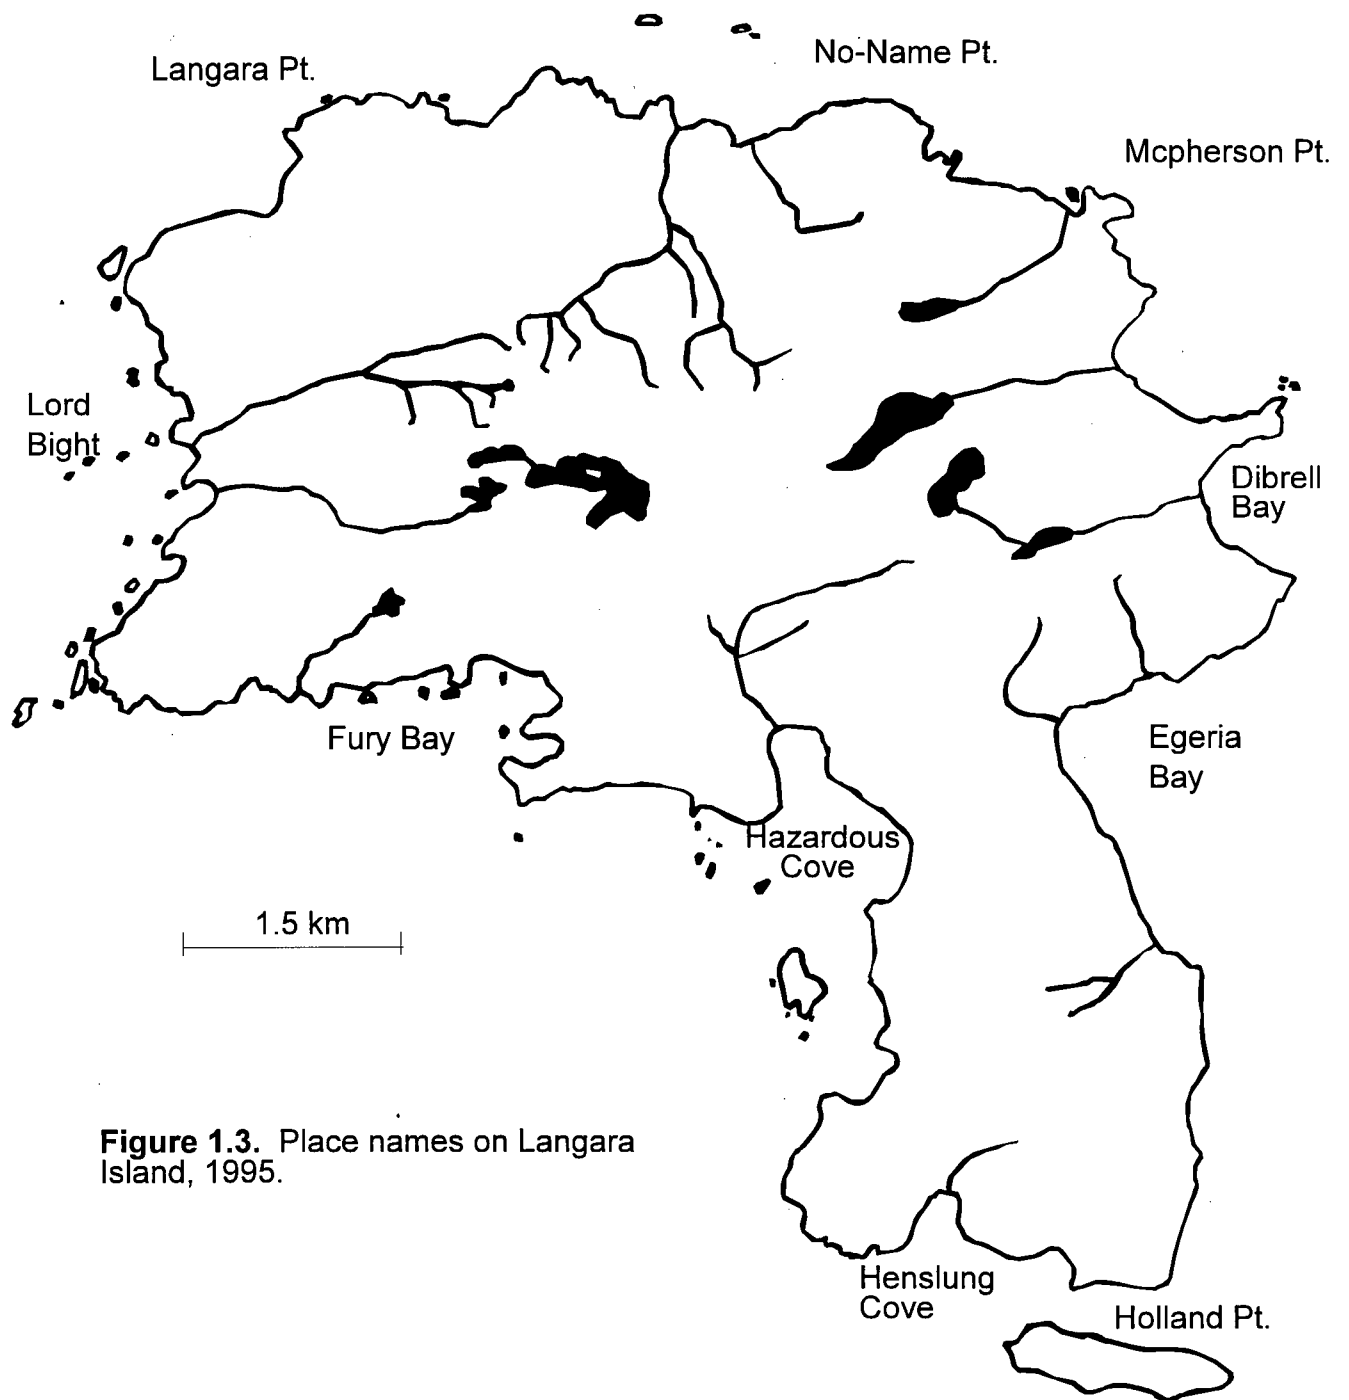 No-Name Pt.
Langara Pt.
Mcpherson Pt.
Lord
Bight
Dibrell
Bay
Fury Bay
Egeria
Bay
Hazardous
Cove
1.5 km
Figure 1.3. Place names on Langara
Island, 1995.
Henslung
Cove
Holland Pt.